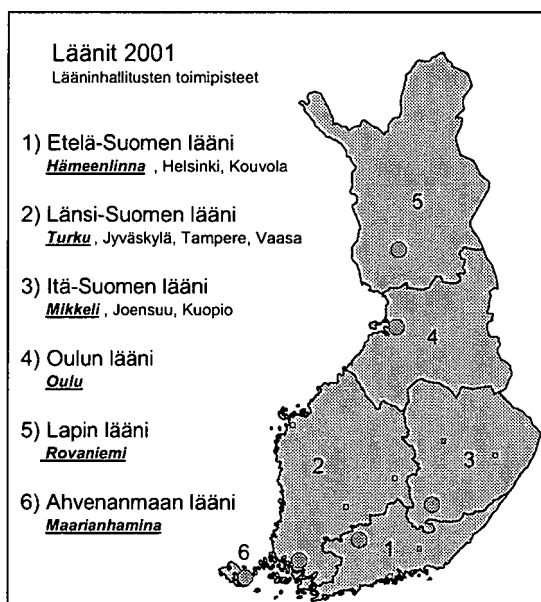 Läänit 2001
Lääninhallitusten toimipisteet
1) Etelä-Suomen lääni
Hämeenlinna , Helsinki, Kouvola
2) Länsi-Suomen lääni
Turku , Jyväskylä, Tampere, Vaasa
3) Itä-Suomen lääni
Mikkeli , Joensuu, Kuopio
4) Oulun lääni
Oulu
5) Lapin lääni
Rovaniemi
6) Ahvenanmaan lääni
Maarianhamina
5
4
3
2
1
6